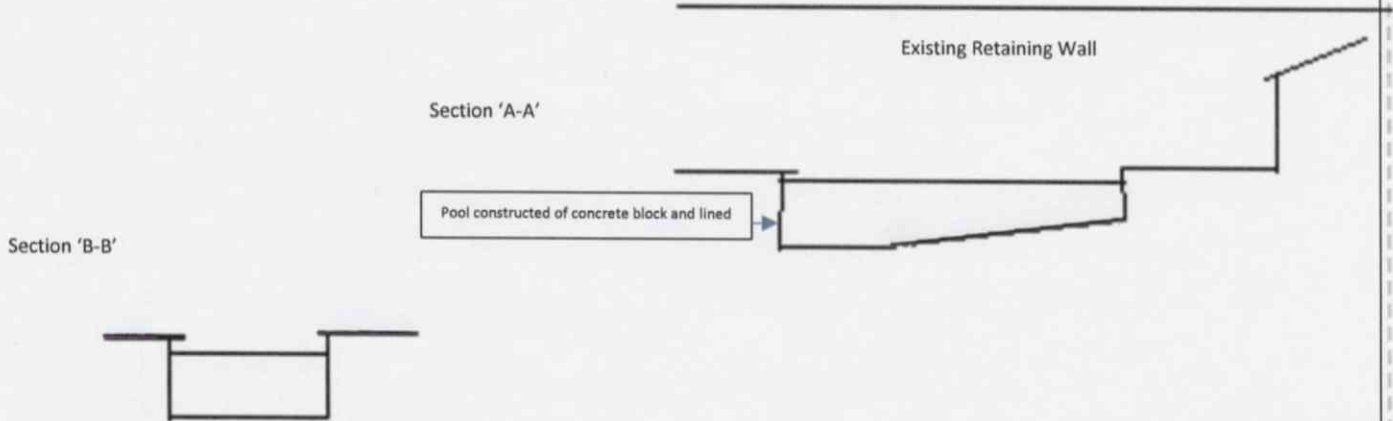 Existing Retaining Wall
Section 'A-A'
Pool constructed of concrete block and lined
Section 'B-B'